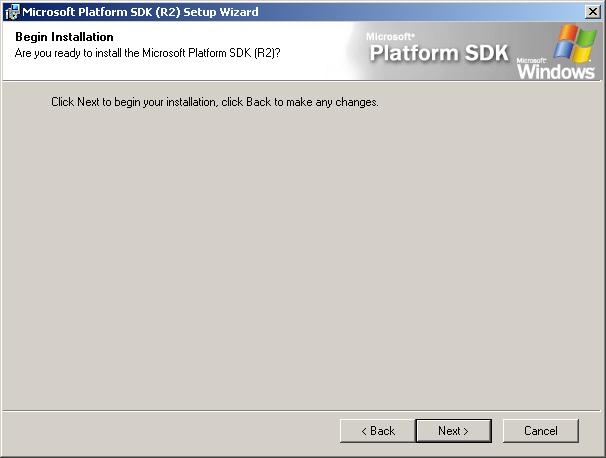 Microsoft Platform SDK (R2) Setup Wizard
Begin Installation
Are you ready to install the Microsoft Platform SDK (R2)?
Microsoft®
Platform SDK
Microsoft®
Windows
Click Next to begin your installation, click Back to make any changes.
< Back
Next >
Cancel